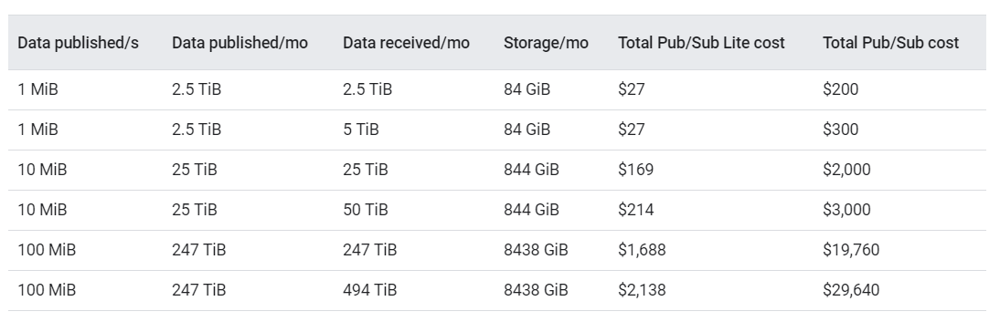 Data published/s Data published/mo Data received/mo Storage/mo Total Pub/Sub Lite cost Total Pub/Sub cost
1 MiB 2.5 TiB 2.5 TiB 84 GiB $27 $200
1 MiB 2.5 TiB 5 TiB 84 GiB $27 $300
10 MiB 25 TiB 25 TiB 844 GiB $169 $2,000
10 MiB 25 TiB 50 TiB 844 GiB $214 $3,000
100 MiB 247 TiB 247 TiB 8438 GiB $1,688 $19,760
100 MiB 247 TiB 494 TiB 8438 GiB $2,138 $29,640